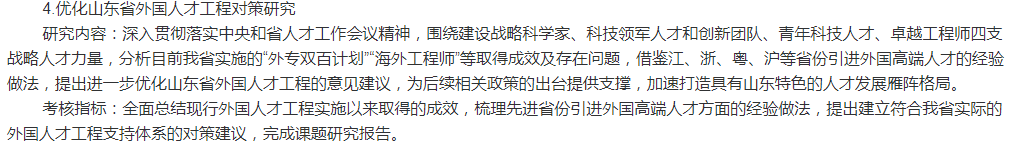 4.优化山东省外国人才工程对策研究
研究内容：深入贯彻落实中央和省人才工作会议精神，围绕建设战略科学家、科技领军人才和创新团队、青年科技人才、卓越工程师四支
战略人才力量，分析目前我省实施的“外专双百计划”“海外工程师”等取得成效及存在问题，借鉴江、浙、粤、沪等省份引进外国高端人才的经验
做法，提出进一步优化山东省外国人才工程的意见建议，为后续相关政策的出台提供支撑，加速打造具有山东特色的人才发展雁阵格局。
考核指标：全面总结现行外国人才工程实施以来取得的成效，梳理先进省份引进外国高端人才方面的经验做法，提出建立符合我省实际的
外国人才工程支持体系的对策建议，完成课题研究报告。